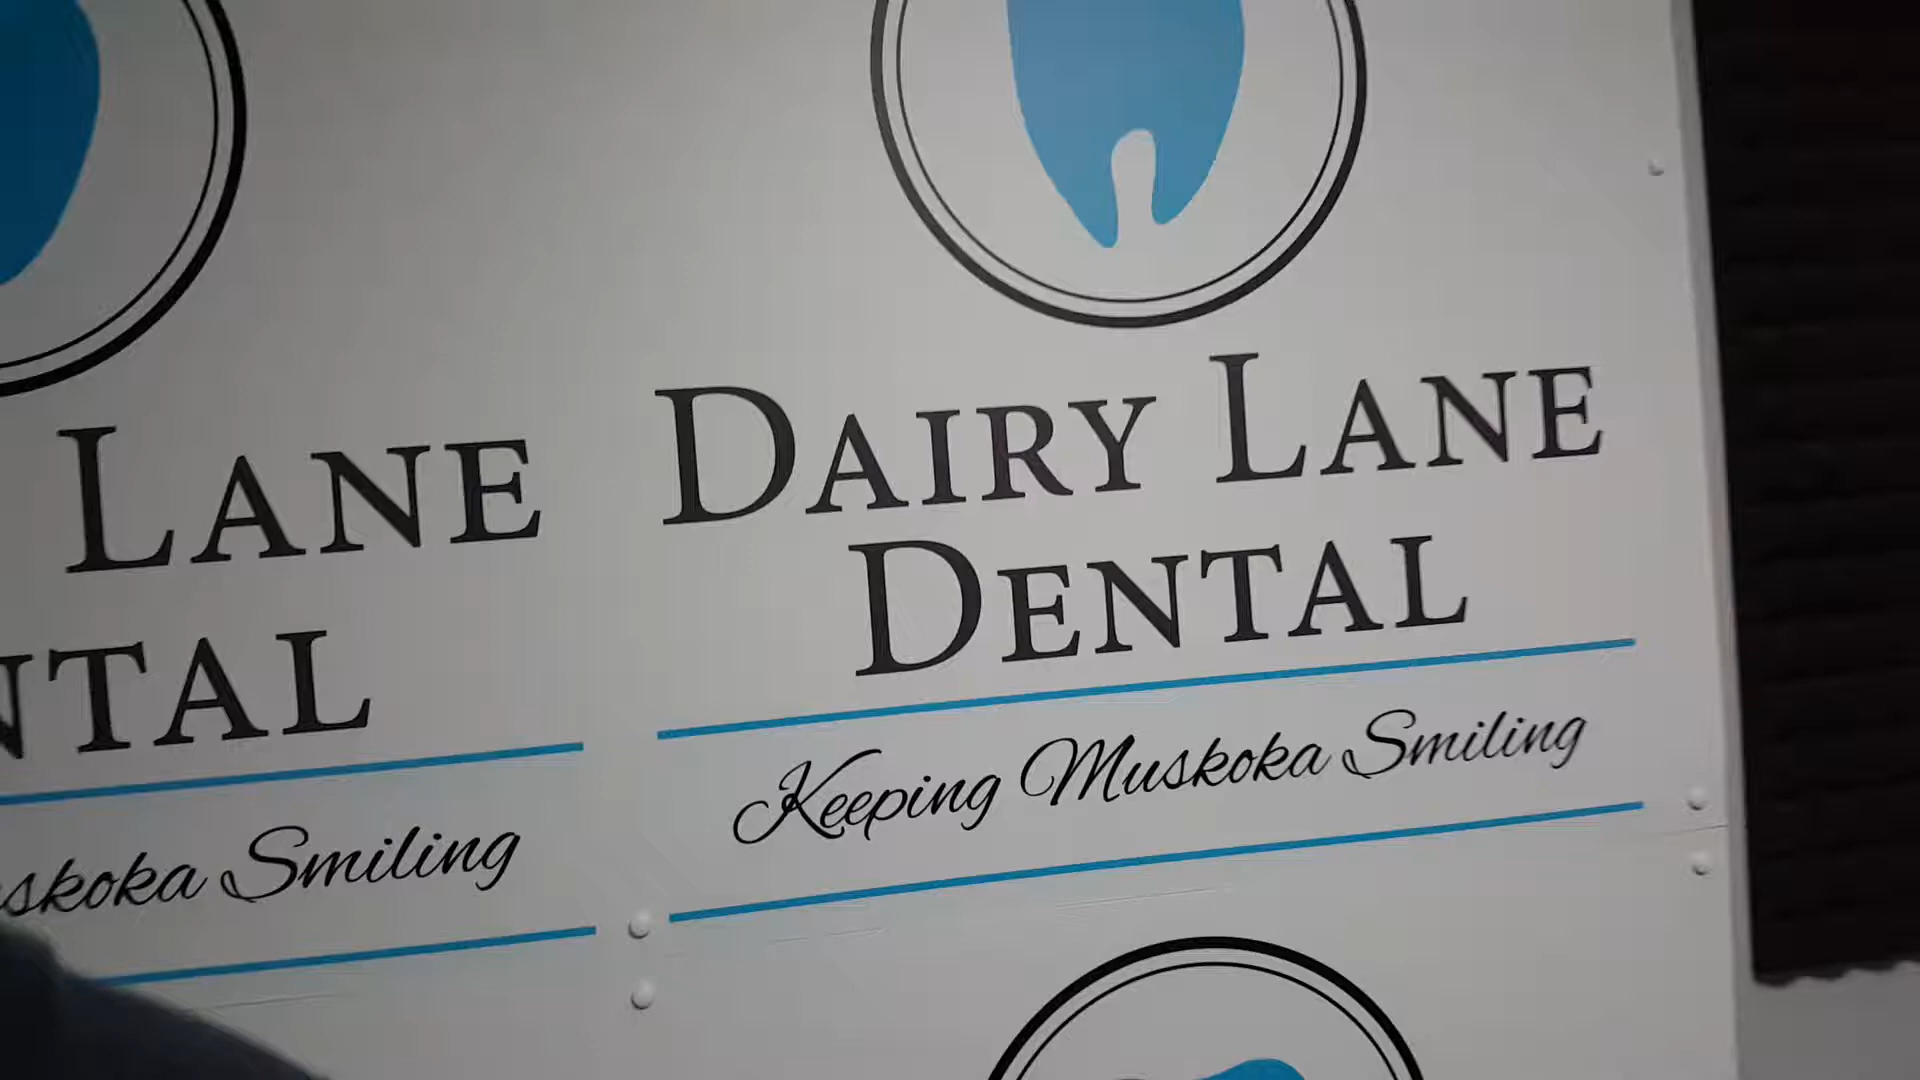 LANE
NTAL
skoka Smiling
DAIRY LANE
DENTAL
Keeping Muskoka Smiling